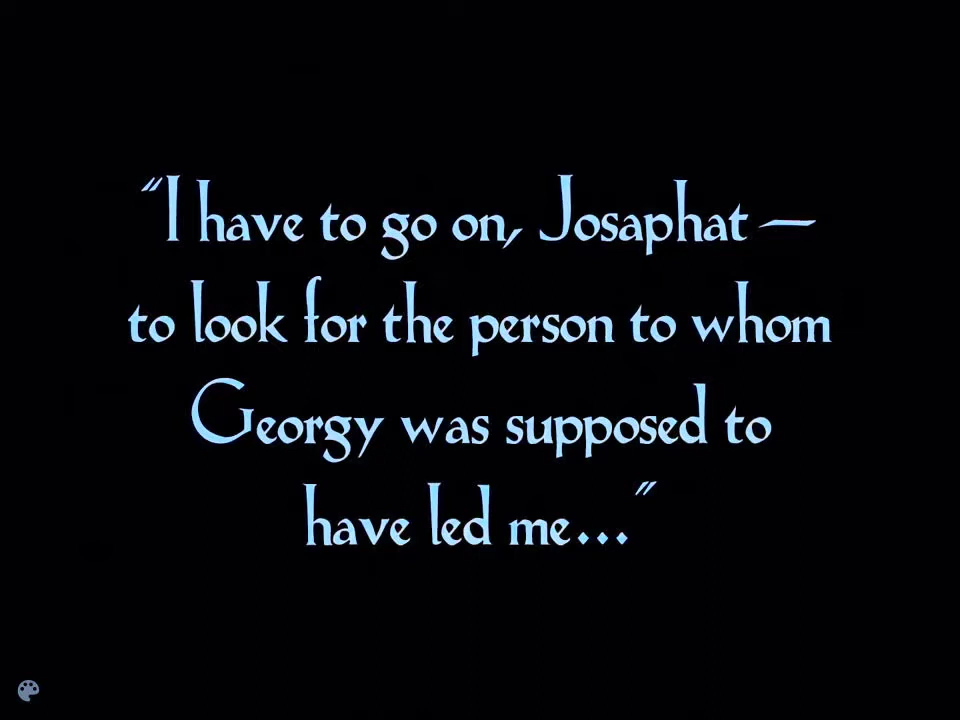 "I have to go on, Josaphat —
to look for the person to whom
Georgy was supposed to
have led me..."